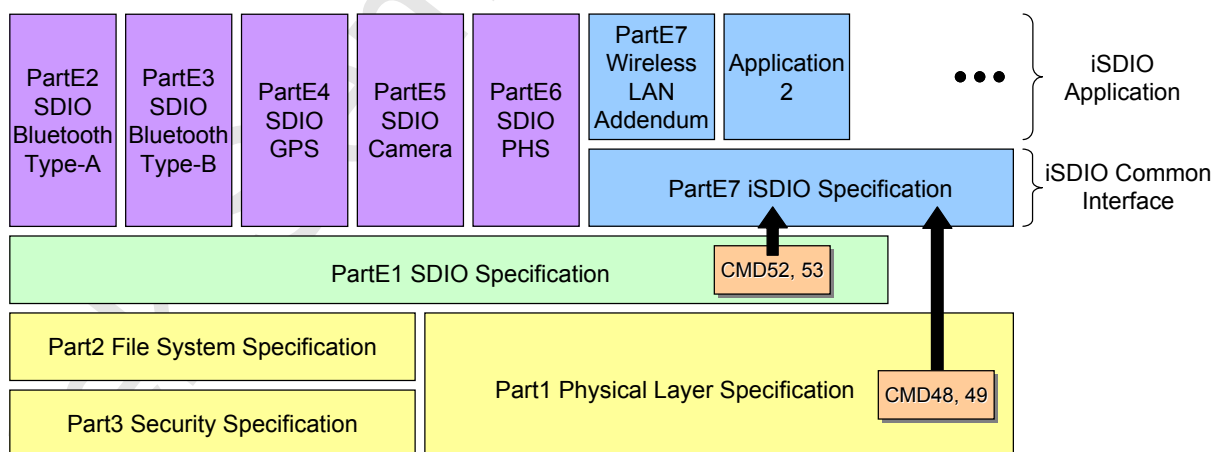 PartE2
SDIO
Bluetooth
Type-A
PartE3
SDIO
Bluetooth
Type-B
PartE4
SDIO
GPS
PartE5
SDIO
Camera
PartE6
SDIO
PHS
PartE7
Wireless
LAN
Addendum
Application
2
iSDIO
Application
PartE7 iSDIO Specification
iSDIO Common
Interface
PartE1 SDIO Specification
CMD52, 53
Part2 File System Specification
Part1 Physical Layer Specification
CMD48, 49
Part3 Security Specification